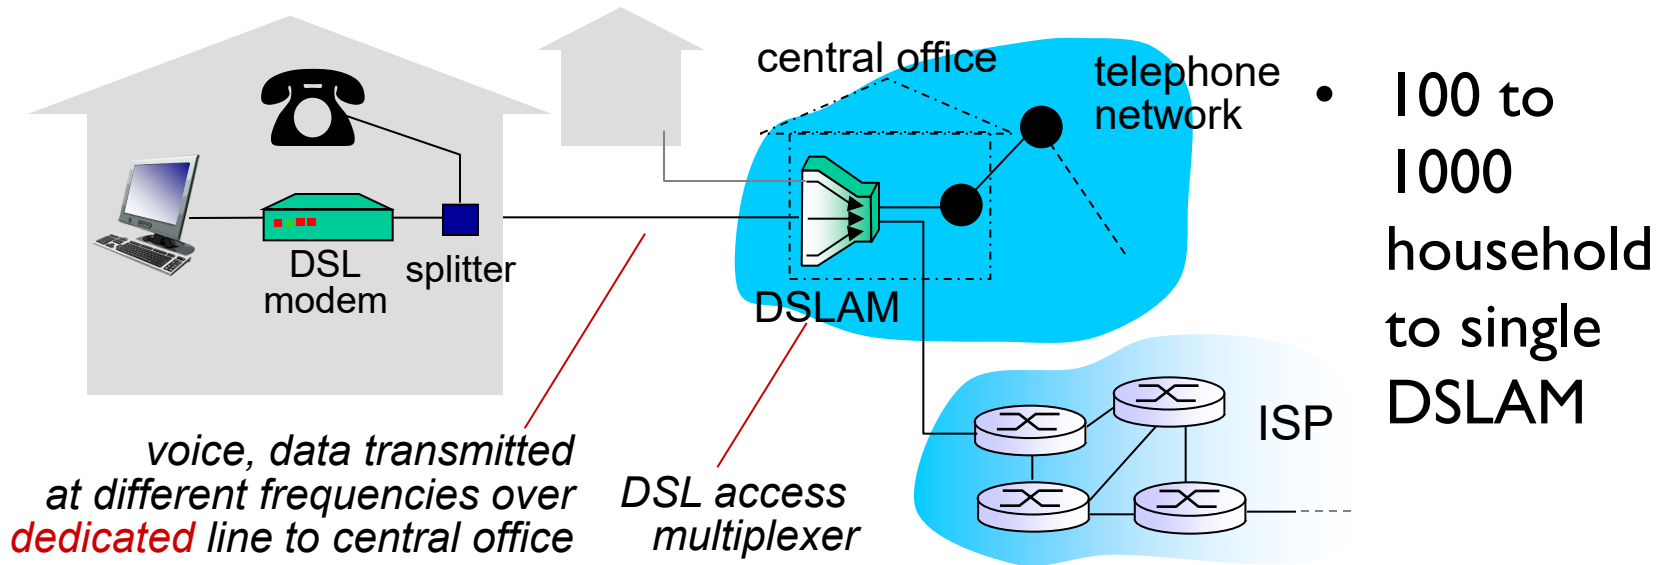 central office
telephone
network
DSL
modem
splitter
DSLAM
ISP
voice, data transmitted
at different frequencies over
dedicated line to central office
DSL access
multiplexer
• 100 to
1000
household
to single
DSLAM